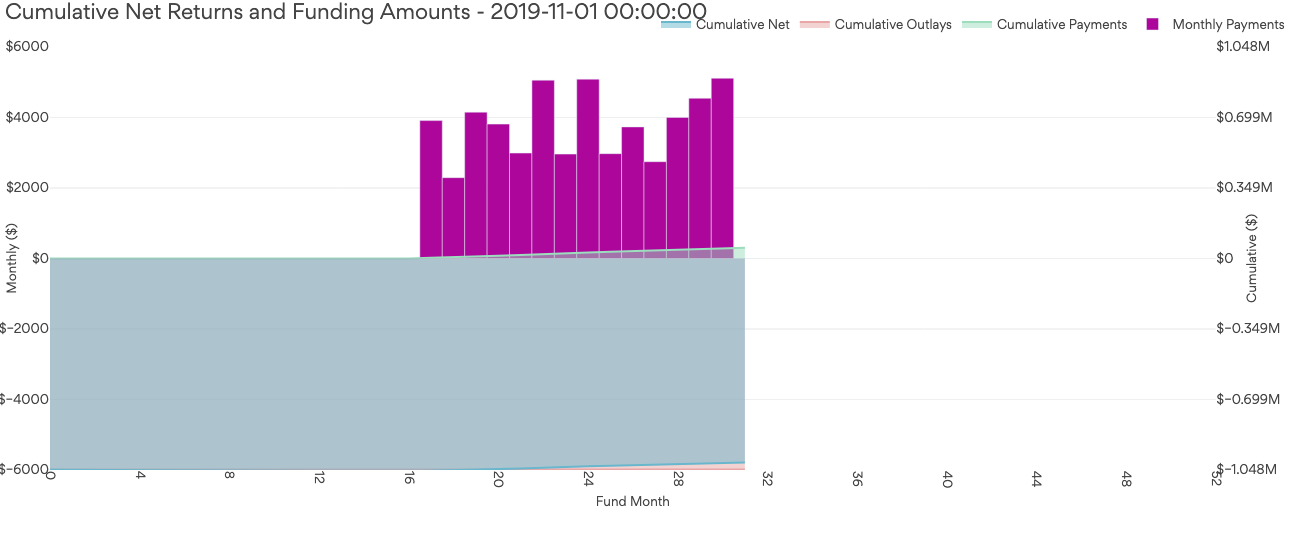 Cumulative Net Returns and Funding Amounts - 2019-11-01 00:00:00
Cumulative Net Cumulative Outlays Cumulative Payments Monthly Payments
$6000 $1.048M
$4000 $0.699M
$2000 $0.349M
$0 $0
$−2000 $−0.349M
$−4000 $−0.699M
$−6000 $−1.048M
Monthly ($)
Cumulative ($)
0 4 8 12 16 20 24 28 32 36 40 44 48 52
Fund Month